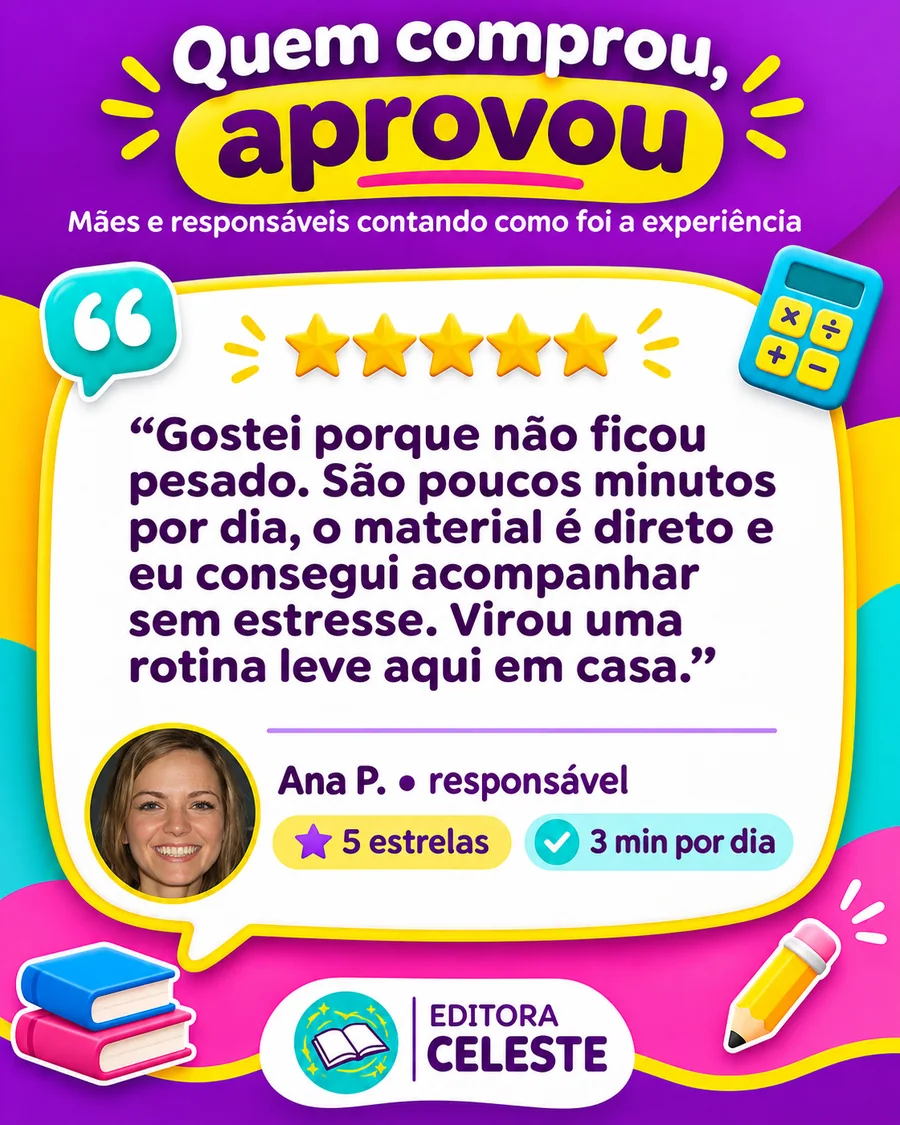 Quem comprou,
aprovou
Mães e responsáveis contando como foi a experiência
“Gostei porque não ficou
pesado. São poucos minutos
por dia, o material é direto e
eu consegui acompanhar
sem estresse. Virou uma
rotina leve aqui em casa.”
Ana P. • responsável
5 estrelas
3 min por dia
EDITORA
CELESTE